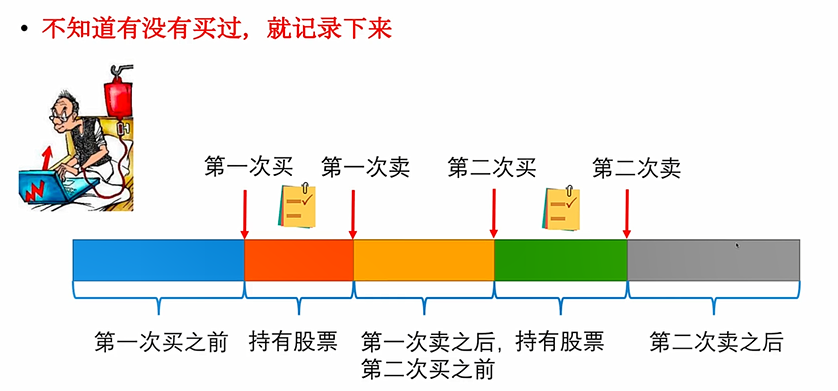 • 不知道有没有买过，就记录下来
第一次买 第一次卖 第二次买 第二次卖
第一次买之前 持有股票 第一次卖之后， 持有股票 第二次卖之后
第二次买之前